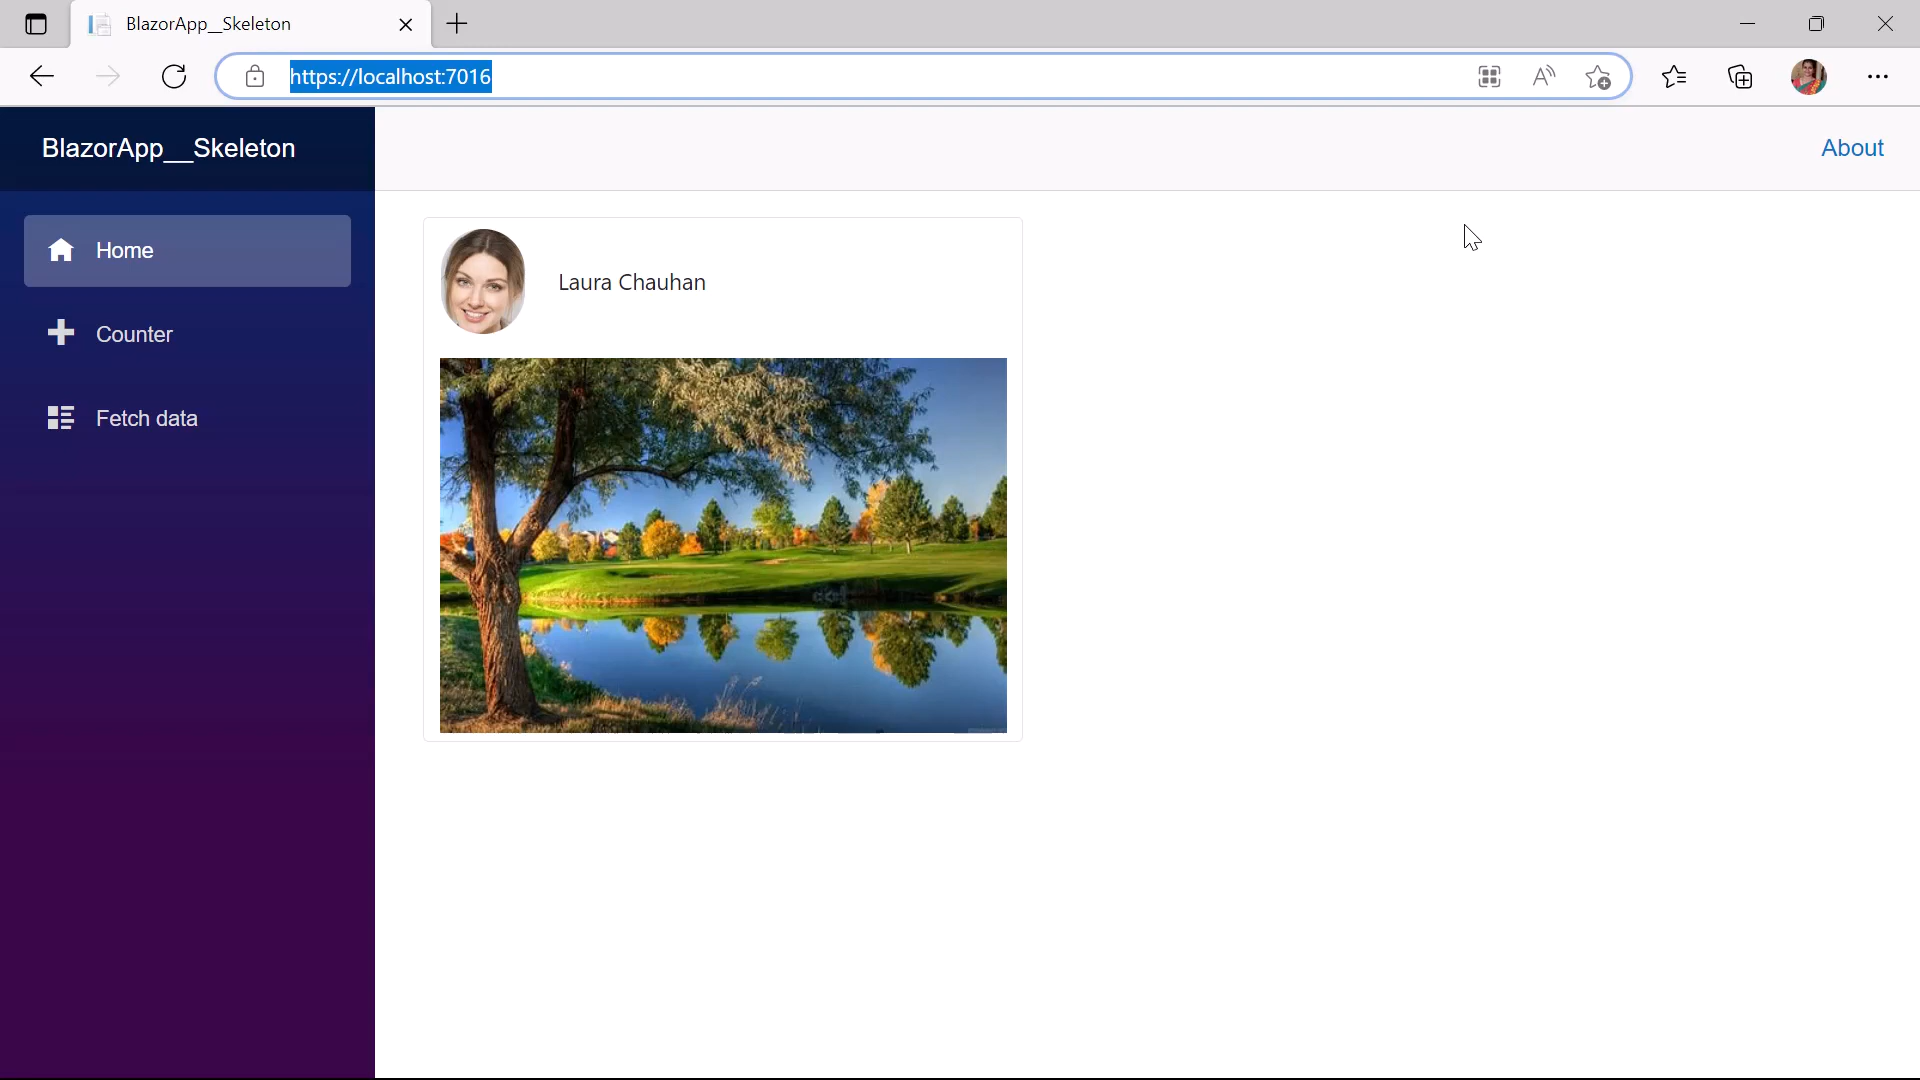 BlazorApp__Skeleton
https://localhost:7016
BlazorApp__Skeleton
About
Home
Counter
Fetch data
Laura Chauhan